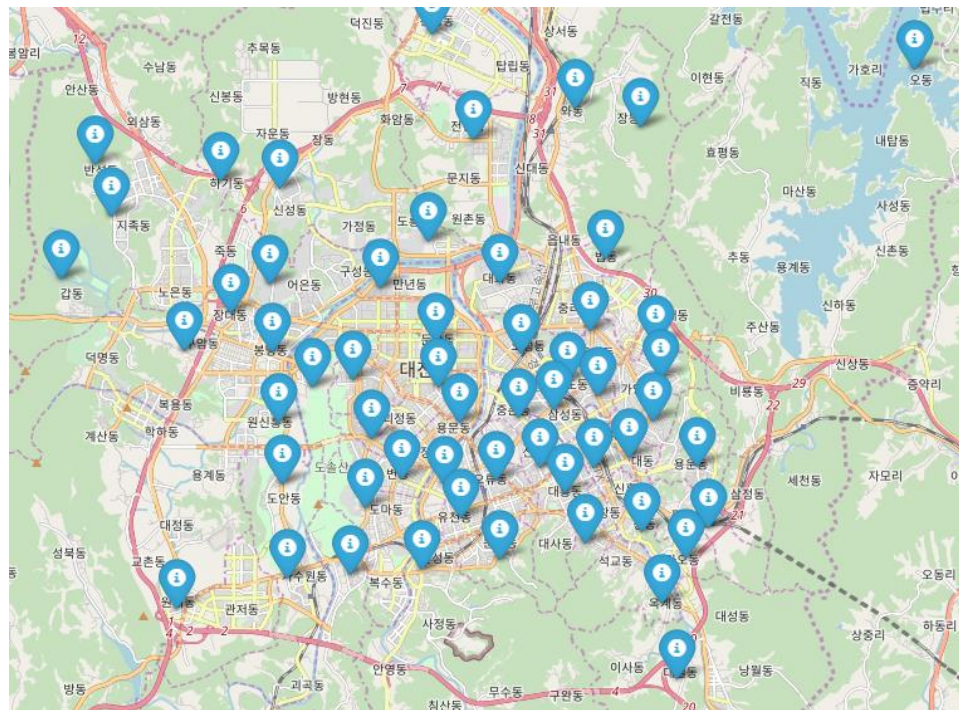 덕진동
상서동
갈전동
12
추목동
탑립동
가호리
오동
수남동
이현동
직동
안산동
신봉동
방현동
7
7
31
화암동
외삼동
와동
장동
자운동
장동
8
31
내탑동
신대동
효평동
하기동
문지동
마산동
지족동
6
신성동
가정동
원촌동
사성동
죽동
읍내동
구성동
추동
용계동
신촌동
갑동
노은동
어은동
만년동
30
장대동
신하동
주산동
덕명동
신상동
29
비룡동
중약리
복용동
22
원신흥동
용문동
삼성동
계산동
학하동
도솔산
용계동
대동
용운동
자모리
세천동
도안동
삼정동
대정동
도마동
유천동
21
성북동
대사동
석교동
교촌동
가수원동
복수동
오동리
옥계동
원내동
관저동
대성동
하동리
1
4
2
2
사정동
상중리
이사동
안영동
낭월동
방동
괴곡동
무수동
구완동
4
침산동
20